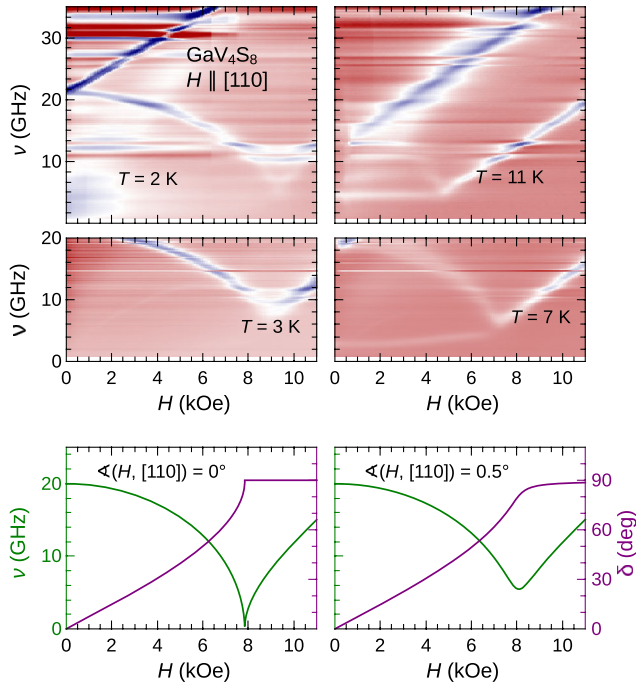 GaV₄S₈
H ∥ [110]
30
20
10
0
ν (GHz)
T = 2 K
T = 11 K
20
10
0
ν (GHz)
T = 3 K
T = 7 K
0 2 4 6 8 10
0 2 4 6 8 10
H (kOe)
H (kOe)
∢(H, [110]) = 0°
∢(H, [110]) = 0.5°
20
10
0
ν (GHz)
90
60
30
0
δ (deg)
0 2 4 6 8 10
0 2 4 6 8 10
H (kOe)
H (kOe)